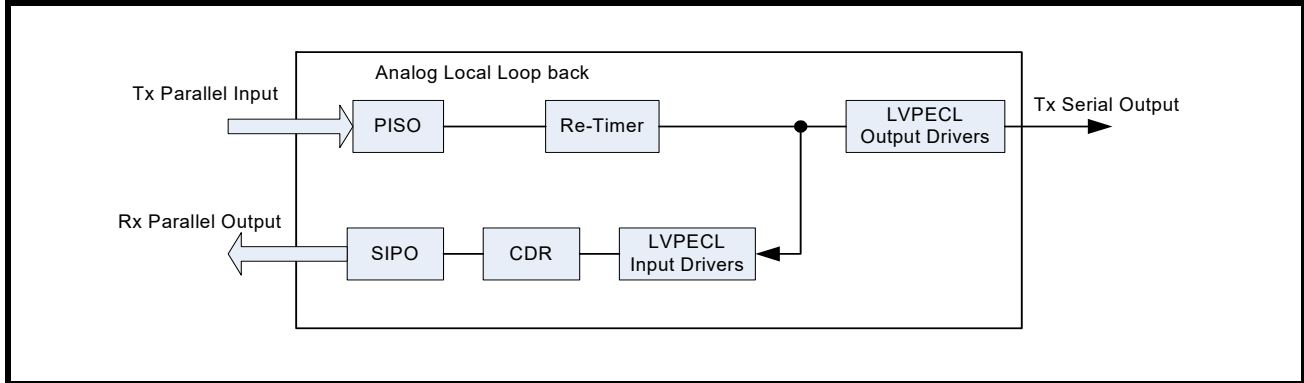 Analog Local Loop back
Tx Parallel Input
PISO
Re-Timer
LVPECL
Output Drivers
Tx Serial Output
Rx Parallel Output
SIPO
CDR
LVPECL
Input Drivers